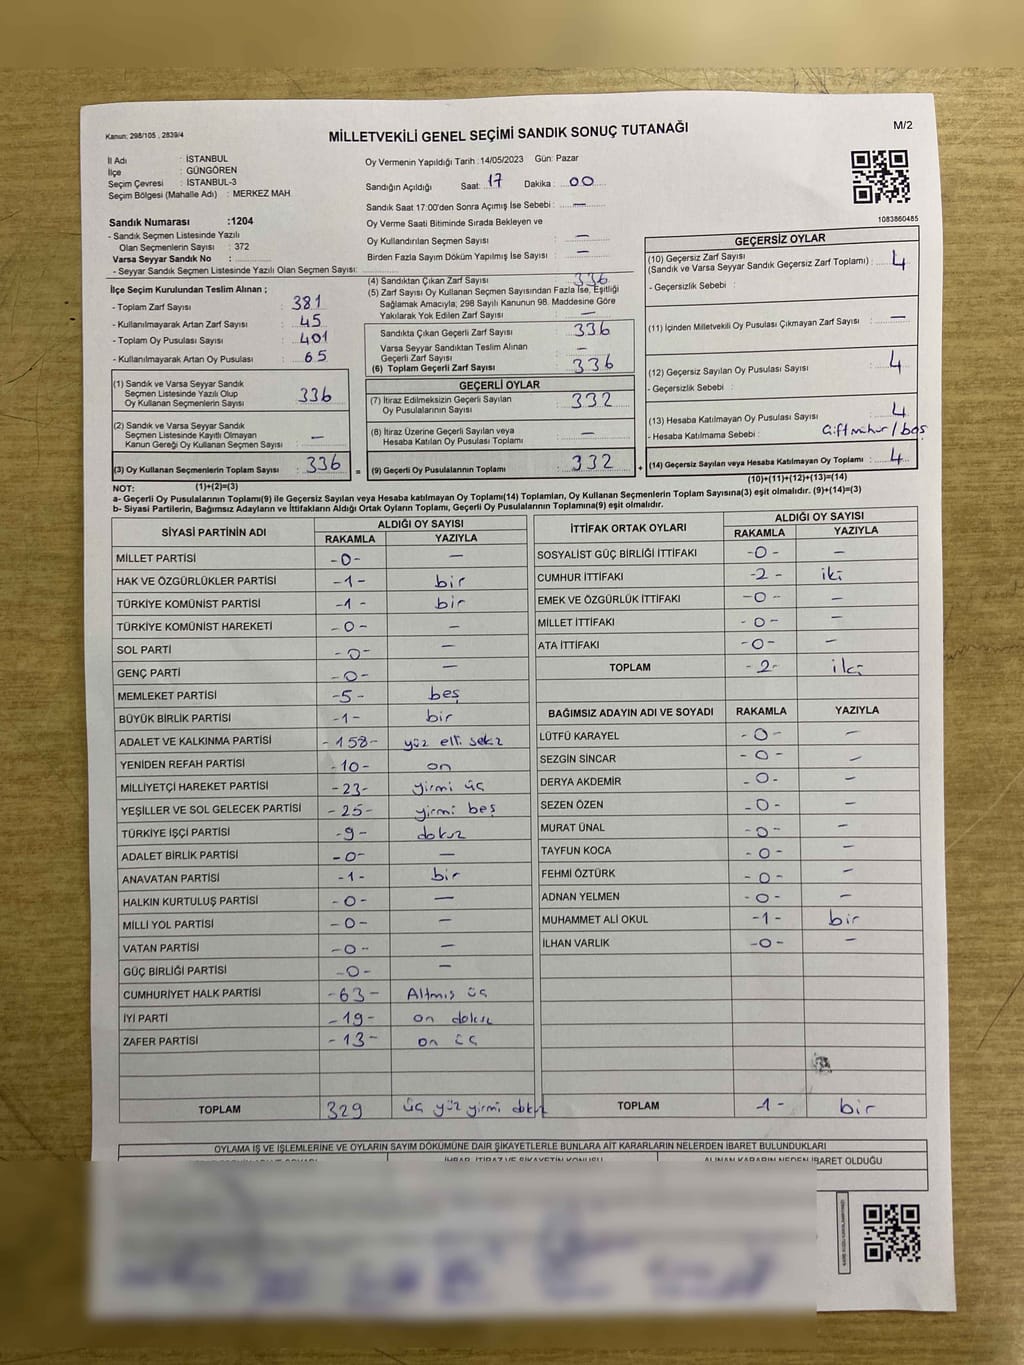 Kanun; 298/105 , 2839/4
MİLLETVEKİLİ GENEL SEÇİMİ SANDIK SONUÇ TUTANAĞI
M/2
İl Adı : İSTANBUL
İlçe : GÜNGÖREN
Seçim Çevresi : İSTANBUL-3
Seçim Bölgesi (Mahalle Adı) : MERKEZ MAH
Oy Vermenin Yapıldığı Tarih : 14/05/2023 Gün: Pazar
Sandığın Açıldığı Saat: 17 Dakika : 00
Sandık Saat 17:00'den Sonra Açılmış İse Sebebi : —
Oy Verme Saati Bitiminde Sırada Bekleyen ve
Oy Kullandırılan Seçmen Sayısı : —
Birden Fazla Sayım Döküm Yapılmış İse Sayısı : —
1083860485
Sandık Numarası :1204
- Sandık Seçmen Listesinde Yazılı
Olan Seçmenlerin Sayısı : 372
Varsa Seyyar Sandık No :
- Seyyar Sandık Seçmen Listesinde Yazılı Olan Seçmen Sayısı:
İlçe Seçim Kurulundan Teslim Alınan ;
- Toplam Zarf Sayısı : 381
- Kullanılmayarak Artan Zarf Sayısı : 45
- Toplam Oy Pusulası Sayısı : 401
- Kullanılmayarak Artan Oy Pusulası : 65
(1) Sandık ve Varsa Seyyar Sandık
Seçmen Listesinde Yazılı Olup
Oy Kullanan Seçmenlerin Sayısı : 336
(2) Sandık ve Varsa Seyyar Sandık
Seçmen Listesinde Kayıtlı Olmayan
Kanun Gereği Oy Kullanan Seçmen Sayısı : —
(3) Oy Kullanan Seçmenlerin Toplam Sayısı : 336
(1)+(2)=(3)
(4) Sandıktan Çıkan Zarf Sayısı : 336
(5) Zarf Sayısı Oy Kullanan Seçmen Sayısından Fazla İse, Eşitliği
Sağlamak Amacıyla; 298 Sayılı Kanunun 98. Maddesine Göre
Yakılarak Yok Edilen Zarf Sayısı : —
Sandıkta Çıkan Geçerli Zarf Sayısı : 336
Varsa Seyyar Sandıktan Teslim Alınan
Geçerli Zarf Sayısı : —
(6) Toplam Geçerli Zarf Sayısı : 336
GEÇERLİ OYLAR
(7) İtiraz Edilmeksizin Geçerli Sayılan
Oy Pusulalarının Sayısı : 332
(8) İtiraz Üzerine Geçerli Sayılan veya
Hesaba Katılan Oy Pusulası Toplamı : —
= (9) Geçerli Oy Pusulalarının Toplamı : 332
GEÇERSİZ OYLAR
(10) Geçersiz Zarf Sayısı
(Sandık ve Varsa Seyyar Sandık Geçersiz Zarf Toplamı) : 4
- Geçersizlik Sebebi :
(11) İçinden Milletvekili Oy Pusulası Çıkmayan Zarf Sayısı : —
(12) Geçersiz Sayılan Oy Pusulası Sayısı : 4
- Geçersizlik Sebebi :
(13) Hesaba Katılmayan Oy Pusulası Sayısı : 4
- Hesaba Katılmama Sebebi : Çift mühür/boş
+ (14) Geçersiz Sayılan veya Hesaba Katılmayan Oy Toplamı : 4
(10)+(11)+(12)+(13)=(14)
NOT:
a- Geçerli Oy Pusulalarının Toplamı(9) ile Geçersiz Sayılan veya Hesaba katılmayan Oy Toplamı(14) Toplamları, Oy Kullanan Seçmenlerin Toplam Sayısına(3) eşit olmalıdır. (9)+(14)=(3)
b- Siyasi Partilerin, Bağımsız Adayların ve İttifakların Aldığı Ortak Oyların Toplamı, Geçerli Oy Pusulalarının Toplamına(9) eşit olmalıdır.
SİYASİ PARTİNİN ADI ALDIĞI OY SAYISI
RAKAMLA YAZIYLA
MİLLET PARTİSİ -0- —
HAK VE ÖZGÜRLÜKLER PARTİSİ -1- bir
TÜRKİYE KOMÜNİST PARTİSİ -1- bir
TÜRKİYE KOMÜNİST HAREKETİ -0- —
SOL PARTİ -0- —
GENÇ PARTİ -0- —
MEMLEKET PARTİSİ -5- beş
BÜYÜK BİRLİK PARTİSİ -1- bir
ADALET VE KALKINMA PARTİSİ -158- yüz elli sekiz
YENİDEN REFAH PARTİSİ -10- on
MİLLİYETÇİ HAREKET PARTİSİ -23- yirmi üç
YEŞİLLER VE SOL GELECEK PARTİSİ -25- yirmi beş
TÜRKİYE İŞÇİ PARTİSİ -9- dokuz
ADALET BİRLİK PARTİSİ -0- —
ANAVATAN PARTİSİ -1- bir
HALKIN KURTULUŞ PARTİSİ -0- —
MİLLİ YOL PARTİSİ -0- —
VATAN PARTİSİ -0- —
GÜÇ BİRLİĞİ PARTİSİ -0- —
CUMHURİYET HALK PARTİSİ -63- Altmış üç
İYİ PARTİ -19- on dokuz
ZAFER PARTİSİ -13- on üç
TOPLAM 329 üç yüz yirmi dokuz
İTTİFAK ORTAK OYLARI ALDIĞI OY SAYISI
RAKAMLA YAZIYLA
SOSYALİST GÜÇ BİRLİĞİ İTTİFAKI -0- —
CUMHUR İTTİFAKI -2- iki
EMEK VE ÖZGÜRLÜK İTTİFAKI -0- —
MİLLET İTTİFAKI -0- —
ATA İTTİFAKI -0- —
TOPLAM -2- iki
BAĞIMSIZ ADAYIN ADI VE SOYADI RAKAMLA YAZIYLA
LÜTFÜ KARAYEL -0- —
SEZGİN SİNCAR -0- —
DERYA AKDEMİR -0- —
SEZEN ÖZEN -0- —
MURAT ÜNAL -0- —
TAYFUN KOCA -0- —
FEHMİ ÖZTÜRK -0- —
ADNAN YELMEN -0- —
MUHAMMET ALİ OKUL -1- bir
İLHAN VARLIK -0- —
TOPLAM -1- bir
OYLAMA İŞ VE İŞLEMLERİNE VE OYLARIN SAYIM DÖKÜMÜNE DAİR ŞİKAYETLERLE BUNLARA AİT KARARLARIN NELERDEN İBARET BULUNDUKLARI
İHBAR, İTİRAZ VE ŞİKAYETİN KONUSU ALINAN KARARIN NEDEN İBARET OLDUĞU